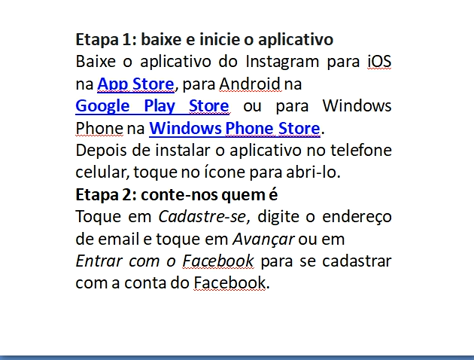 Etapa 1: baixe e inicie o aplicativo
Baixe o aplicativo do Instagram para iOS
na App Store, para Android na
Google Play Store ou para Windows
Phone na Windows Phone Store.
Depois de instalar o aplicativo no telefone
celular, toque no ícone para abri-lo.
Etapa 2: conte-nos quem é
Toque em Cadastre-se, digite o endereço
de email e toque em Avançar ou em
Entrar com o Facebook para se cadastrar
com a conta do Facebook.